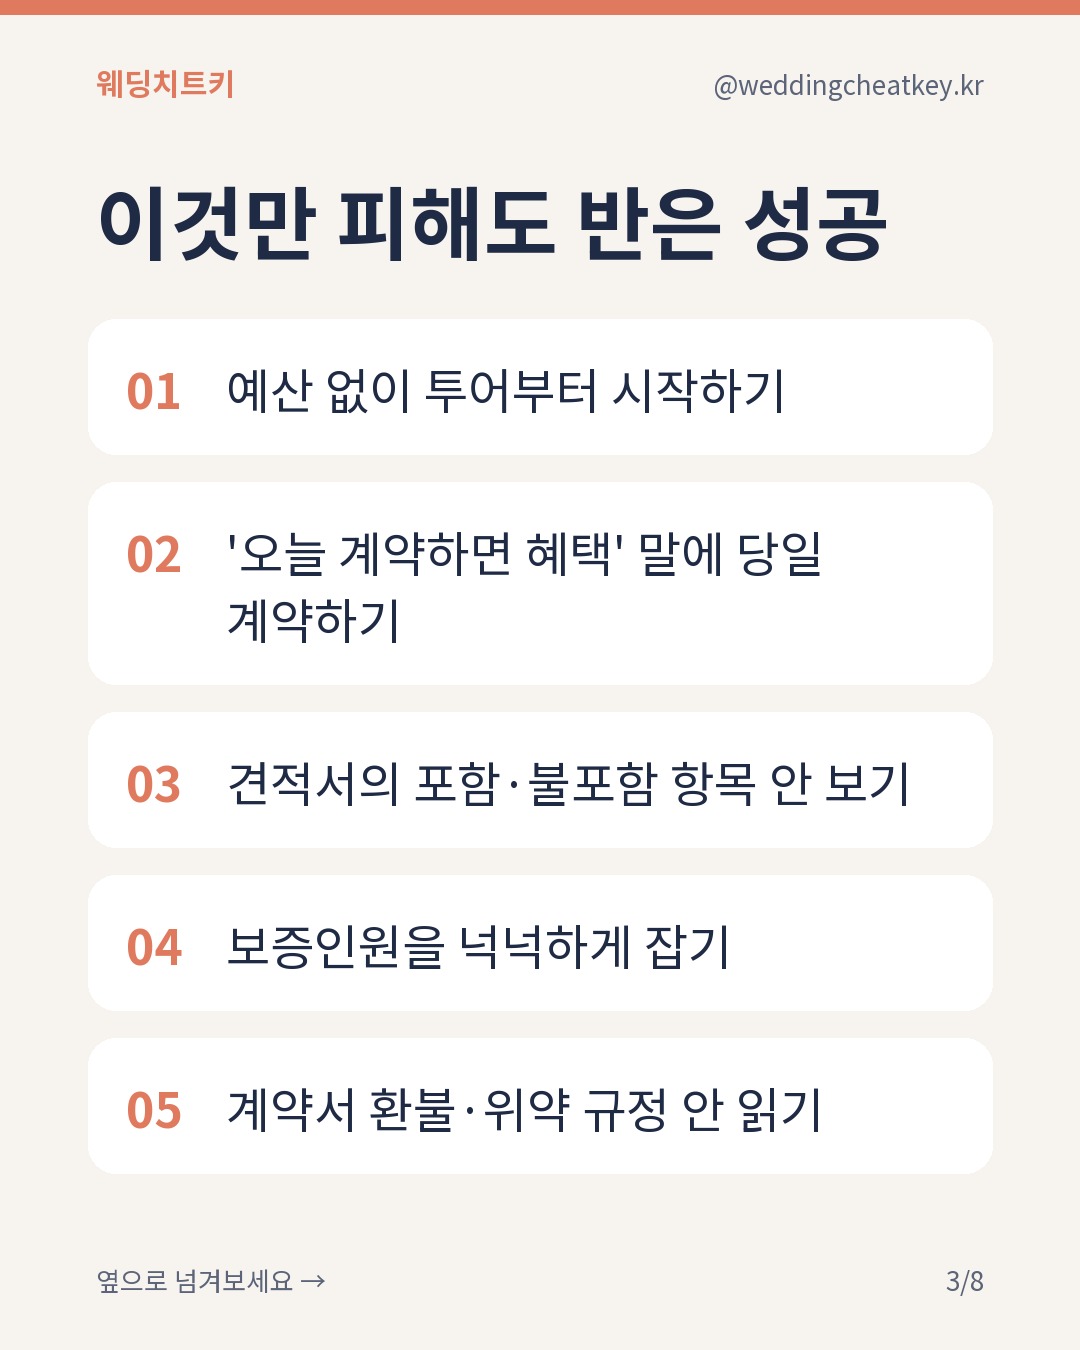 웨딩치트키
@weddingcheatkey.kr
이것만 피해도 반은 성공
01 예산 없이 투어부터 시작하기
02 '오늘 계약하면 혜택' 말에 당일
계약하기
03 견적서의 포함·불포함 항목 안 보기
04 보증인원을 넉넉하게 잡기
05 계약서 환불·위약 규정 안 읽기
옆으로 넘겨보세요 →
3/8